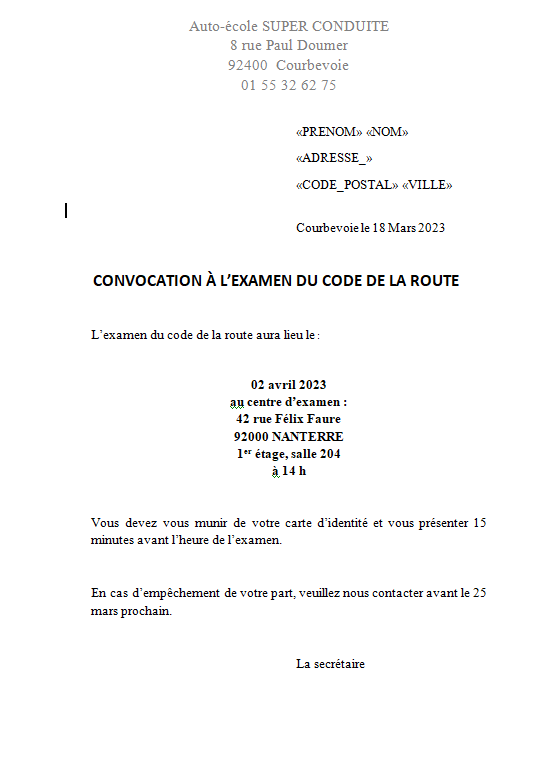 Auto-école SUPER CONDUITE
8 rue Paul Doumer
92400 Courbevoie
01 55 32 62 75
«PRENOM» «NOM»
«ADRESSE_»
«CODE_POSTAL» «VILLE»
Courbevoie le 18 Mars 2023
CONVOCATION À L’EXAMEN DU CODE DE LA ROUTE
L’examen du code de la route aura lieu le :
02 avril 2023
au centre d’examen :
42 rue Félix Faure
92000 NANTERRE
1er étage, salle 204
à 14 h
Vous devez vous munir de votre carte d’identité et vous présenter 15
minutes avant l’heure de l’examen.
En cas d’empêchement de votre part, veuillez nous contacter avant le 25
mars prochain.
La secrétaire